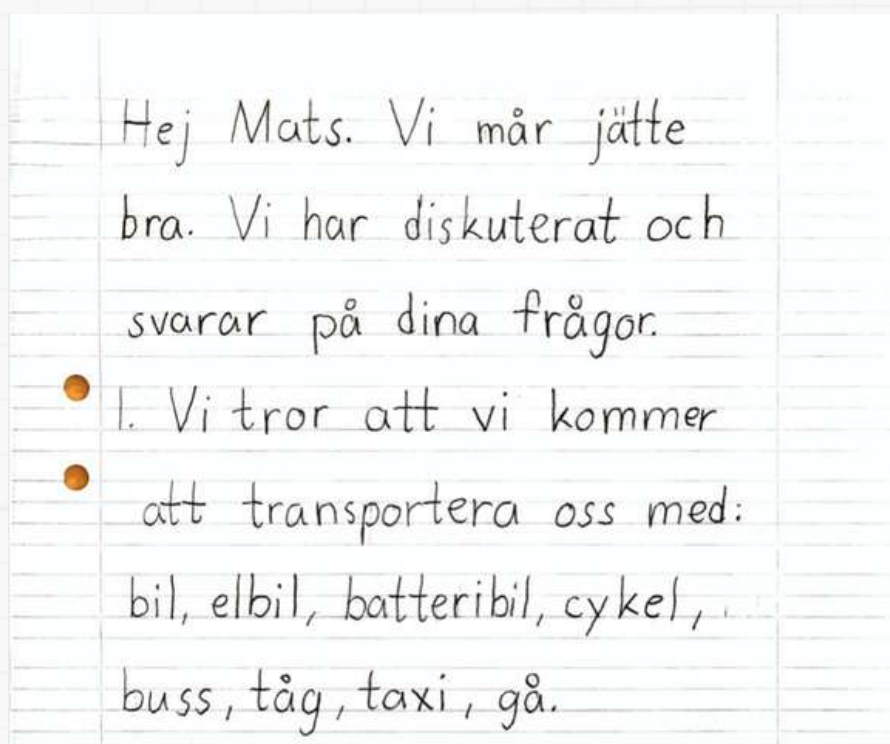 Hej Mats. Vi mår jätte
bra. Vi har diskuterat och
svarar på dina frågor.
1. Vi tror att vi kommer
att transportera oss med:
bil, elbil, batteribil, cykel,
buss, tåg, taxi, gå.